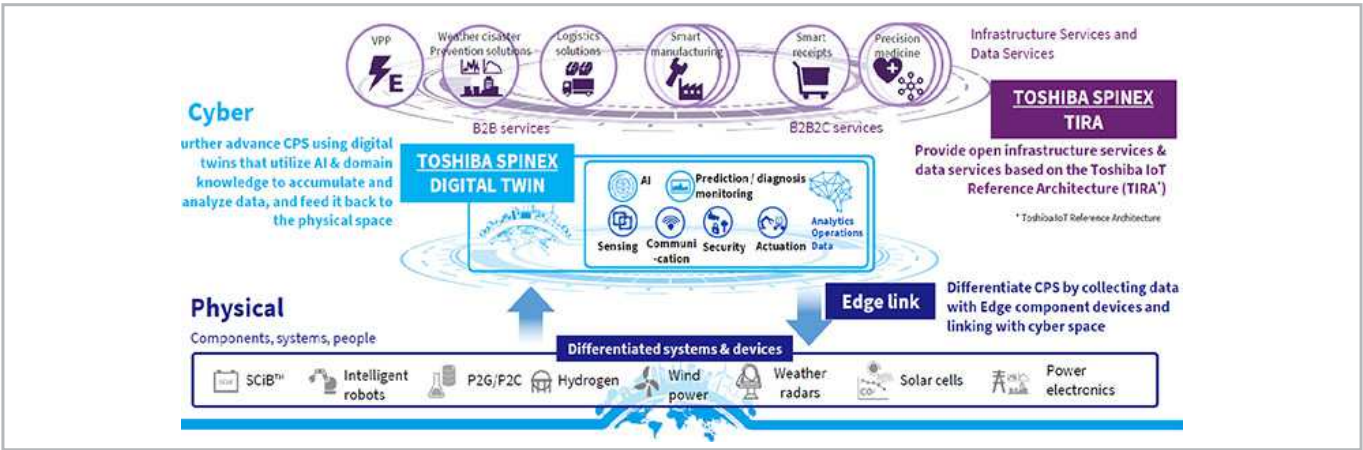 VPP
E
Weather cisaster
Prevention solutions
Logistics
solutions
Smart
manufacturing
Smart
receipts
Precision
medicine
Infrastructure Services and
Data Services
B2B services
B2B2C services
TOSHIBA SPINEX
TIRA
Provide open infrastructure services &
data services based on the Toshiba IoT
Reference Architecture (TIRA*)
* Toshiba IoT Reference Architecture
Cyber
urther advance CPS using digital
twins that utilize AI & domain
knowledge to accumulate and
analyze data, and feed it back to
the physical space
TOSHIBA SPINEX
DIGITAL TWIN
AI
Prediction / diagnosis
monitoring
Sensing
Communi
-cation
Security
Actuation
Analytics
Operations
Data
Edge link
Differentiate CPS by collecting data
with Edge component devices and
linking with cyber space
Physical
Components, systems, people
Differentiated systems & devices
SCiB™
Intelligent
robots
P2G/P2C
Hydrogen
Wind
power
Weather
radars
CO²
Solar cells
Power
electronics